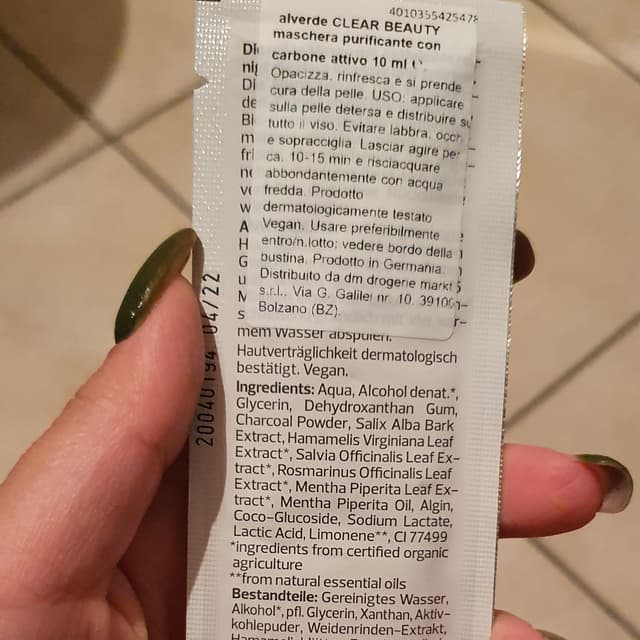 4010355425478
alverde CLEAR BEAUTY
maschera purificante con
carbone attivo 10 ml
Opacizza, rinfresca e si prende
cura della pelle. USO: applicare
sulla pelle detersa e distribuire su
tutto il viso. Evitare labbra, occh
e sopracciglia Lasciar agire per
ca. 10-15 min e risciacquare
abbondantemente con acqua
fredda. Prodotto
dermatologicamente testato
Vegan. Usare preferibilmente
entro/n.lotto: vedere bordo della
bustina. Prodotto in Germania.
Distribuito da dm drogerie markt
s.r.l., Via G. Galilei nr. 10, 39100
Bolzano (BZ).
mem Wasser abspülen.
Hautverträglichkeit dermatologisch
bestätigt. Vegan.
Ingredients: Aqua, Alcohol denat.*,
Glycerin, Dehydroxanthan Gum,
Charcoal Powder, Salix Alba Bark
Extract, Hamamelis Virginiana Leaf
Extract*, Salvia Officinalis Leaf Ex-
tract*, Rosmarinus Officinalis Leaf
Extract*, Mentha Piperita Leaf Ex-
tract*, Mentha Piperita Oil, Algin,
Coco-Glucoside, Sodium Lactate,
Lactic Acid, Limonene**, CI 77499
*ingredients from certified organic
agriculture
**from natural essential oils
Bestandteile: Gereinigtes Wasser,
Alkohol*, pfl. Glycerin, Xanthan, Aktiv-
kohlepuder, Weidenrinden-Extrakt,
20040194 04/22